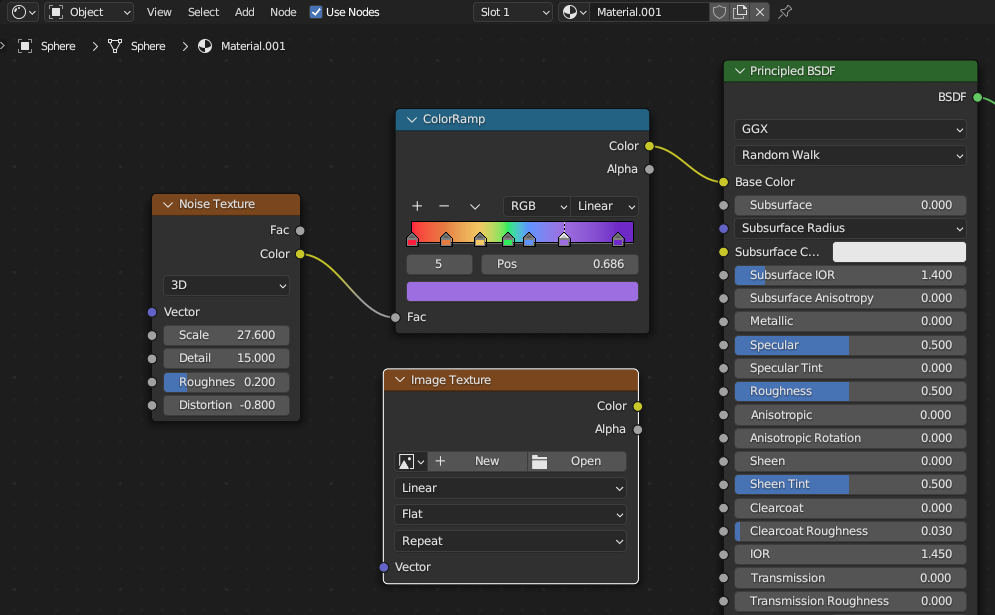 Object View Select Add Node Use Nodes Slot 1 Material.001
Sphere Sphere Material.001
Noise Texture
Fac
Color
3D
Vector
Scale 27.600
Detail 15.000
Roughnes 0.200
Distortion -0.800
ColorRamp
Color
Alpha
RGB Linear
5 Pos 0.686
Fac
Image Texture
Color
Alpha
New Open
Linear
Flat
Repeat
Vector
Principled BSDF
BSDF
GGX
Random Walk
Base Color
Subsurface 0.000
Subsurface Radius
Subsurface C...
Subsurface IOR 1.400
Subsurface Anisotropy 0.000
Metallic 0.000
Specular 0.500
Specular Tint 0.000
Roughness 0.500
Anisotropic 0.000
Anisotropic Rotation 0.000
Sheen 0.000
Sheen Tint 0.500
Clearcoat 0.000
Clearcoat Roughness 0.030
IOR 1.450
Transmission 0.000
Transmission Roughness 0.000